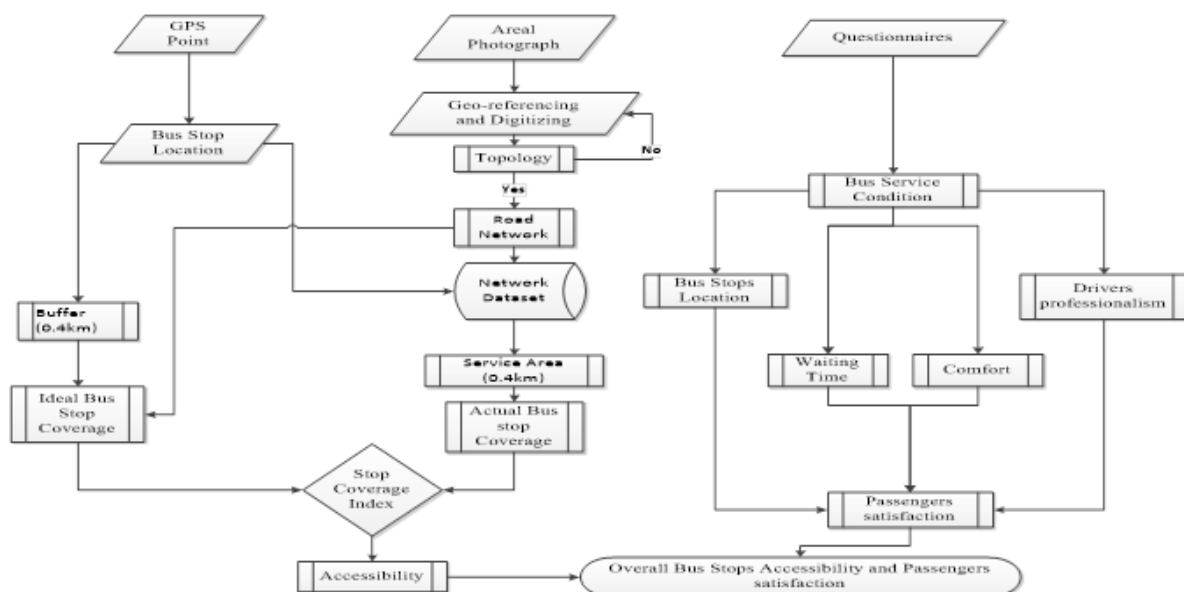 GPS
Point
Areal
Photograph
Questionnaires
Geo-referencing
and Digitizing
Bus Stop
Location
Topology
No
Yes
Bus Service
Condition
Road
Network
Network
Dataset
Bus Stops
Location
Drivers
professionalism
Buffer
(0.4km)
Service Area
(0.4km)
Waiting
Time
Comfort
Ideal Bus
Stop
Coverage
Actual Bus
stop
Coverage
Stop
Coverage
Index
Passengers
satisfaction
Accessibility
Overall Bus Stops Accessibility and Passengers
satisfaction